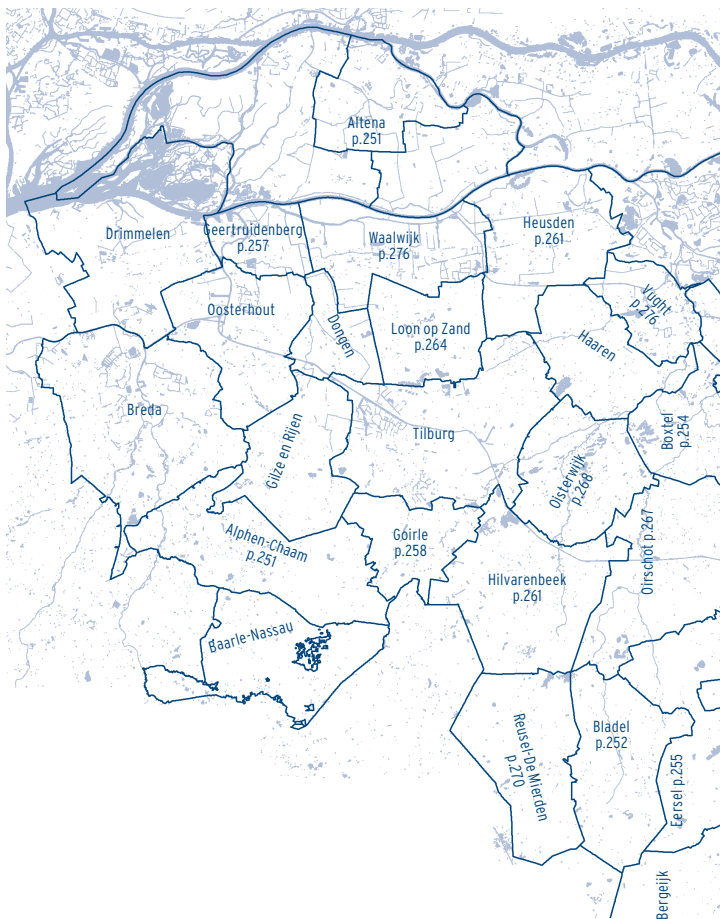 Altena
p.251
Drimmelen
Geertruidenberg
p.257
Waalwijk
p.276
Heusden
p.261
Vught
p.276
Oosterhout
Dongen
Loon op Zand
p.264
Haaren
Breda
Gilze en Rijen
Tilburg
Boxtel
p.254
Oisterwijk
p.268
Alphen-Chaam
p.251
Goirle
p.258
Oirschot p.267
Hilvarenbeek
p.261
Baarle-Nassau
Reusel-De Mierden
p.270
Bladel
p.252
Eersel p.255
Bergeijk